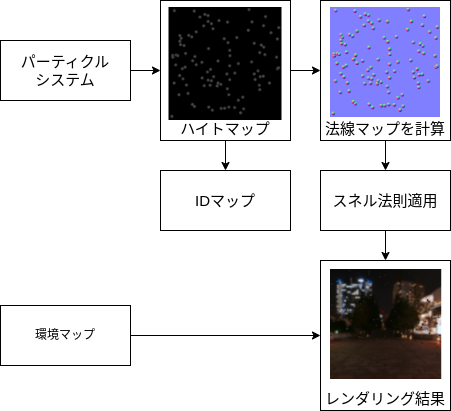 パーティクル
システム
ハイトマップ
法線マップを計算
IDマップ
スネル法則適用
環境マップ
レンダリング結果